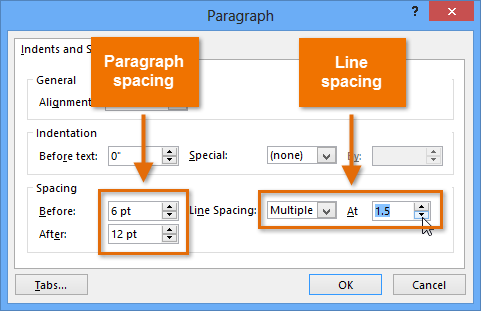 Paragraph
?
Indents and S
Paragraph
spacing
Line
spacing
General
Indentation
Before text: 0" Special: (none) By:
Spacing
Before: 6 pt Line Spacing: Multiple At 1.5
After: 12 pt
Tabs... OK Cancel